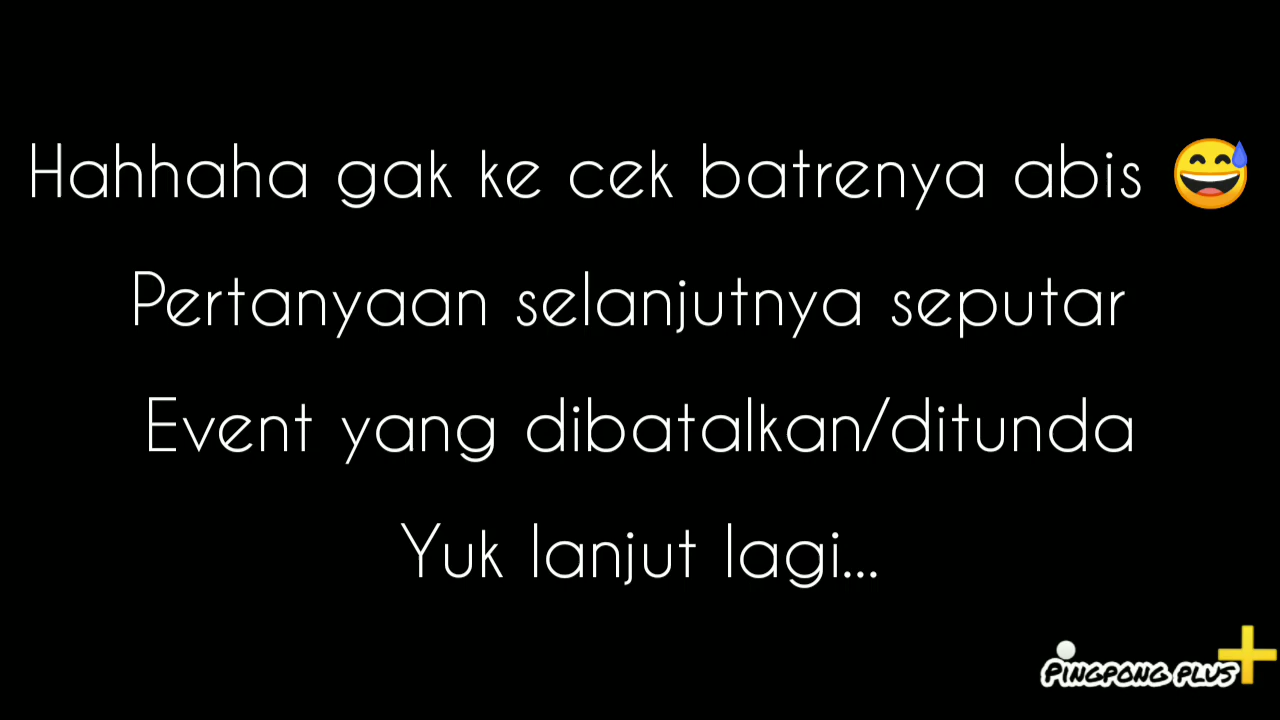 Hahhaha gak ke cek batrenya abis 😅
Pertanyaan selanjutnya seputar
Event yang dibatalkan/ditunda
Yuk lanjut lagi...
PINGPONG PLUS